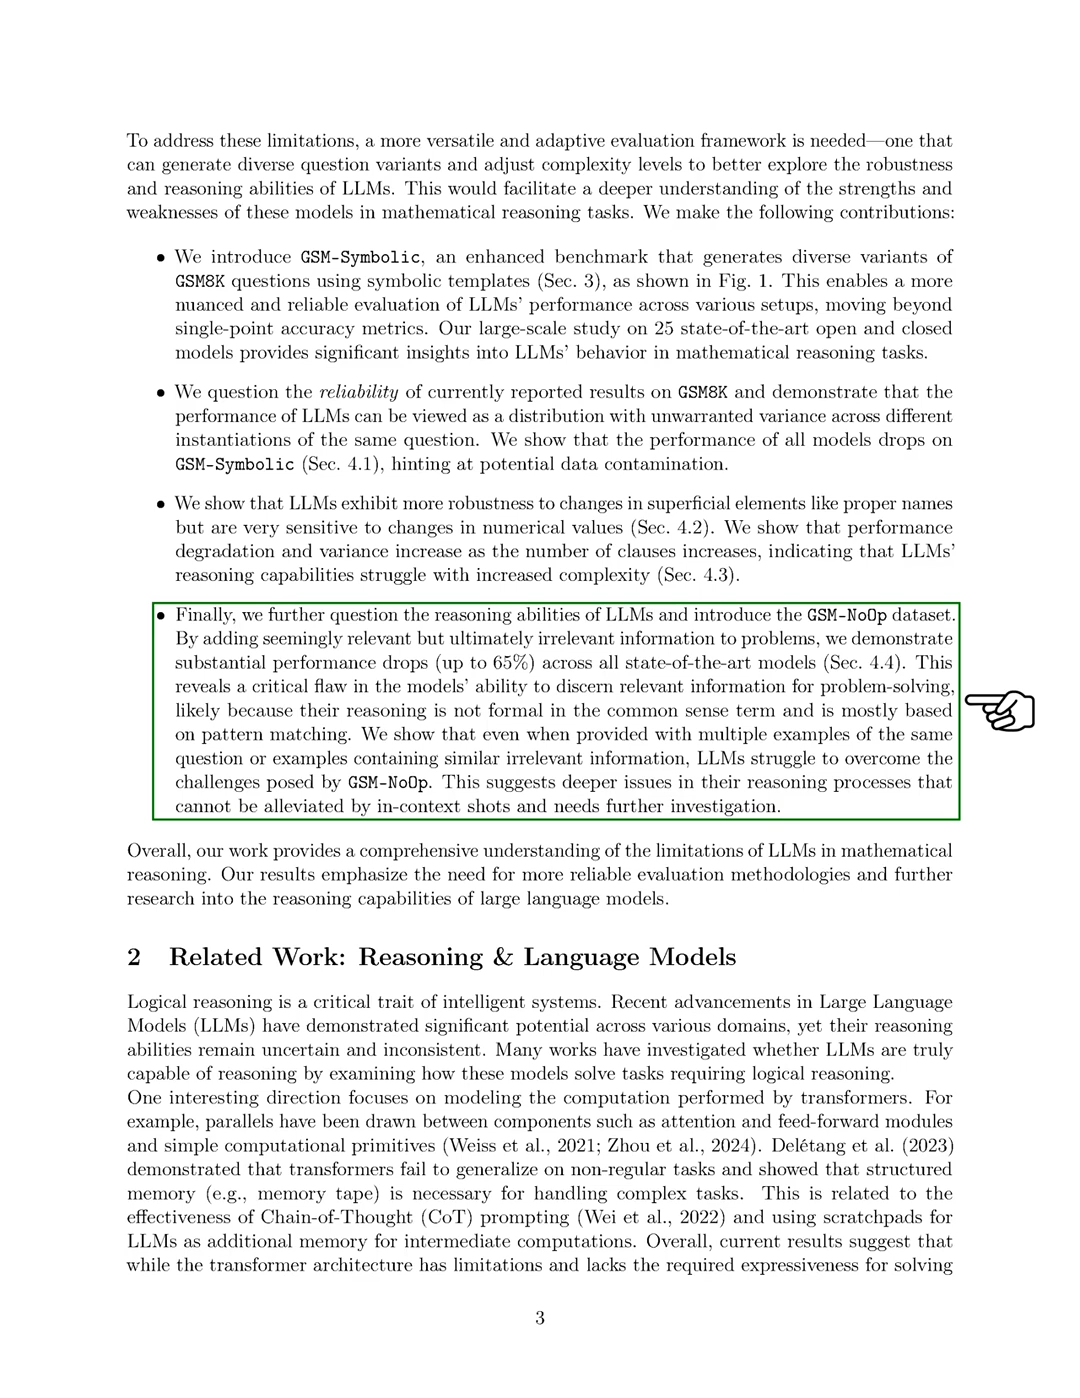 To address these limitations, a more versatile and adaptive evaluation framework is needed—one that
can generate diverse question variants and adjust complexity levels to better explore the robustness
and reasoning abilities of LLMs. This would facilitate a deeper understanding of the strengths and
weaknesses of these models in mathematical reasoning tasks. We make the following contributions:
• We introduce GSM-Symbolic, an enhanced benchmark that generates diverse variants of
GSM8K questions using symbolic templates (Sec. 3), as shown in Fig. 1. This enables a more
nuanced and reliable evaluation of LLMs' performance across various setups, moving beyond
single-point accuracy metrics. Our large-scale study on 25 state-of-the-art open and closed
models provides significant insights into LLMs' behavior in mathematical reasoning tasks.
• We question the reliability of currently reported results on GSM8K and demonstrate that the
performance of LLMs can be viewed as a distribution with unwarranted variance across different
instantiations of the same question. We show that the performance of all models drops on
GSM-Symbolic (Sec. 4.1), hinting at potential data contamination.
• We show that LLMs exhibit more robustness to changes in superficial elements like proper names
but are very sensitive to changes in numerical values (Sec. 4.2). We show that performance
degradation and variance increase as the number of clauses increases, indicating that LLMs'
reasoning capabilities struggle with increased complexity (Sec. 4.3).
• Finally, we further question the reasoning abilities of LLMs and introduce the GSM-NoOp dataset.
By adding seemingly relevant but ultimately irrelevant information to problems, we demonstrate
substantial performance drops (up to 65%) across all state-of-the-art models (Sec. 4.4). This
reveals a critical flaw in the models' ability to discern relevant information for problem-solving,
likely because their reasoning is not formal in the common sense term and is mostly based
on pattern matching. We show that even when provided with multiple examples of the same
question or examples containing similar irrelevant information, LLMs struggle to overcome the
challenges posed by GSM-NoOp. This suggests deeper issues in their reasoning processes that
cannot be alleviated by in-context shots and needs further investigation.
Overall, our work provides a comprehensive understanding of the limitations of LLMs in mathematical
reasoning. Our results emphasize the need for more reliable evaluation methodologies and further
research into the reasoning capabilities of large language models.
2 Related Work: Reasoning & Language Models
Logical reasoning is a critical trait of intelligent systems. Recent advancements in Large Language
Models (LLMs) have demonstrated significant potential across various domains, yet their reasoning
abilities remain uncertain and inconsistent. Many works have investigated whether LLMs are truly
capable of reasoning by examining how these models solve tasks requiring logical reasoning.
One interesting direction focuses on modeling the computation performed by transformers. For
example, parallels have been drawn between components such as attention and feed-forward modules
and simple computational primitives (Weiss et al., 2021; Zhou et al., 2024). Delétang et al. (2023)
demonstrated that transformers fail to generalize on non-regular tasks and showed that structured
memory (e.g., memory tape) is necessary for handling complex tasks. This is related to the
effectiveness of Chain-of-Thought (CoT) prompting (Wei et al., 2022) and using scratchpads for
LLMs as additional memory for intermediate computations. Overall, current results suggest that
while the transformer architecture has limitations and lacks the required expressiveness for solving
3